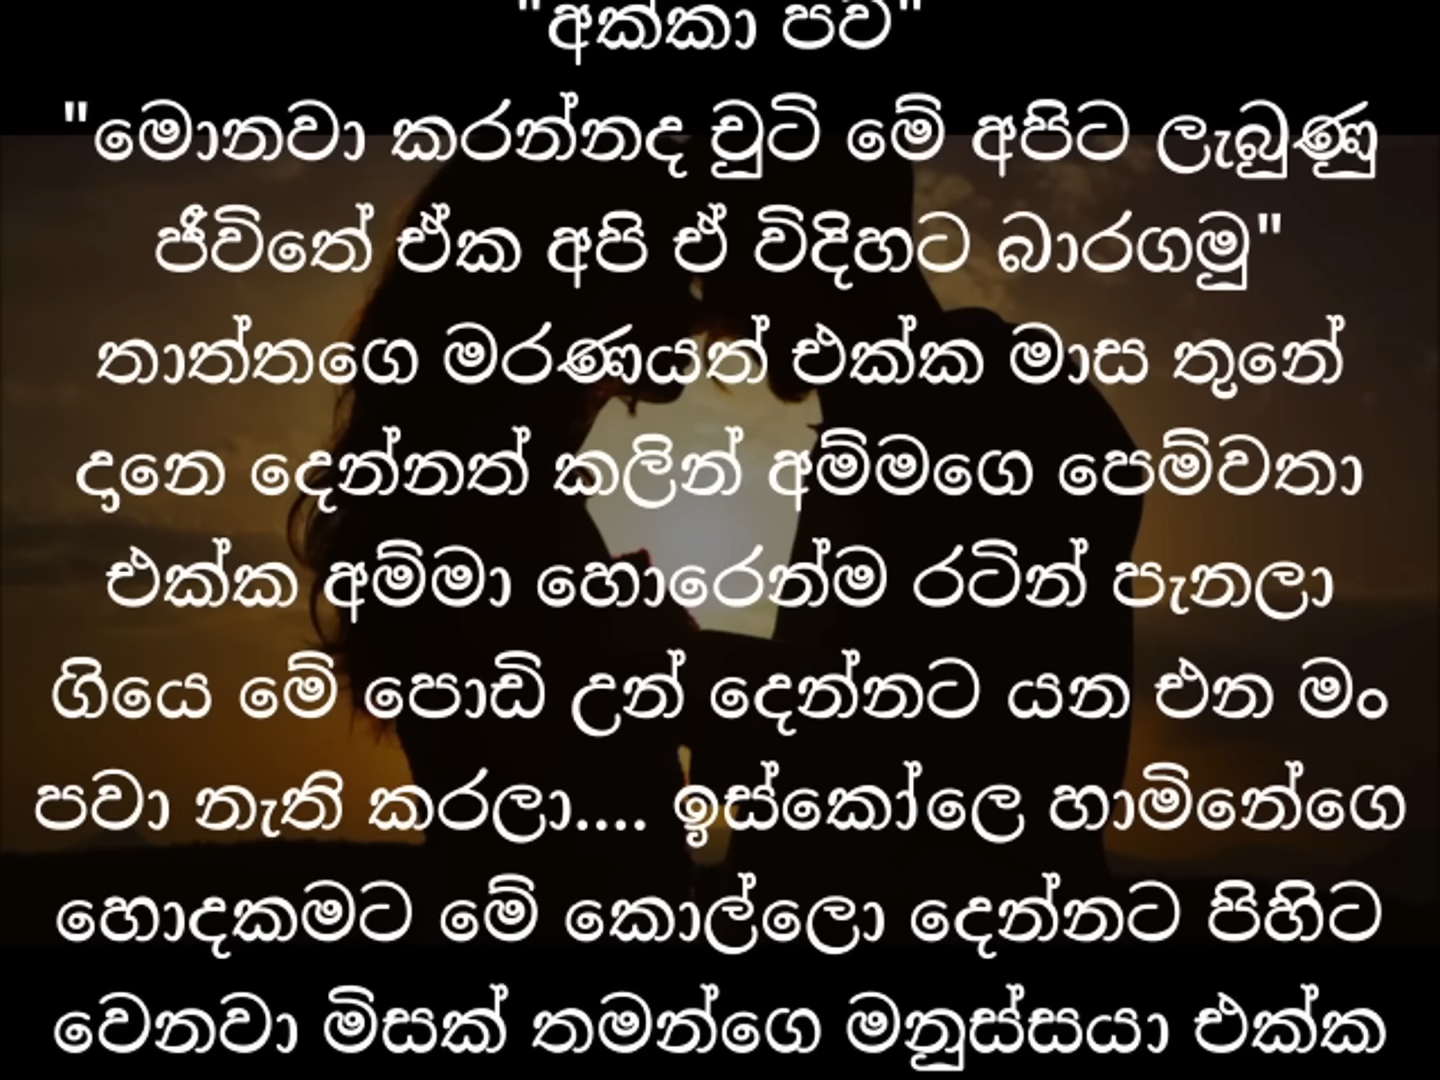 "අක්කා පව්"
"මොනවා කරන්නද චූටි මේ අපිට ලැබුණු
ජීවිතේ ඒක අපි ඒ විදිහට බාරගමු"
තාත්තගෙ මරණයත් එක්ක මාස තුනේ
දානෙ දෙන්නත් කලින් අම්මගෙ පෙම්වතා
එක්ක අම්මා හොරෙන්ම රටින් පැනලා
ගියෙ මේ පොඩි උන් දෙන්නට යන එන මං
පවා නැති කරලා.... ඉස්කෝලෙ හාමිනේගෙ
හොදකමට මේ කොල්ලො දෙන්නට පිහිට
වෙනවා මිසක් තමන්ගෙ මනුස්සයා එක්ක